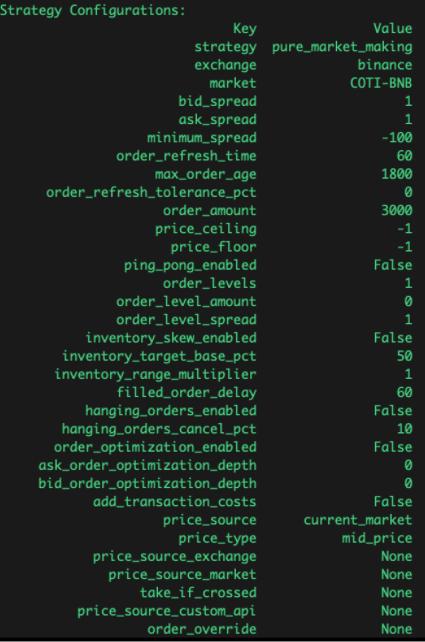 Strategy Configurations:
Key Value
strategy pure_market_making
exchange binance
market COTI-BNB
bid_spread 1
ask_spread 1
minimum_spread -100
order_refresh_time 60
max_order_age 1800
order_refresh_tolerance_pct 0
order_amount 3000
price_ceiling -1
price_floor -1
ping_pong_enabled False
order_levels 1
order_level_amount 0
order_level_spread 1
inventory_skew_enabled False
inventory_target_base_pct 50
inventory_range_multiplier 1
filled_order_delay 60
hanging_orders_enabled False
hanging_orders_cancel_pct 10
order_optimization_enabled False
ask_order_optimization_depth 0
bid_order_optimization_depth 0
add_transaction_costs False
price_source current_market
price_type mid_price
price_source_exchange None
price_source_market None
take_if_crossed None
price_source_custom_api None
order_override None